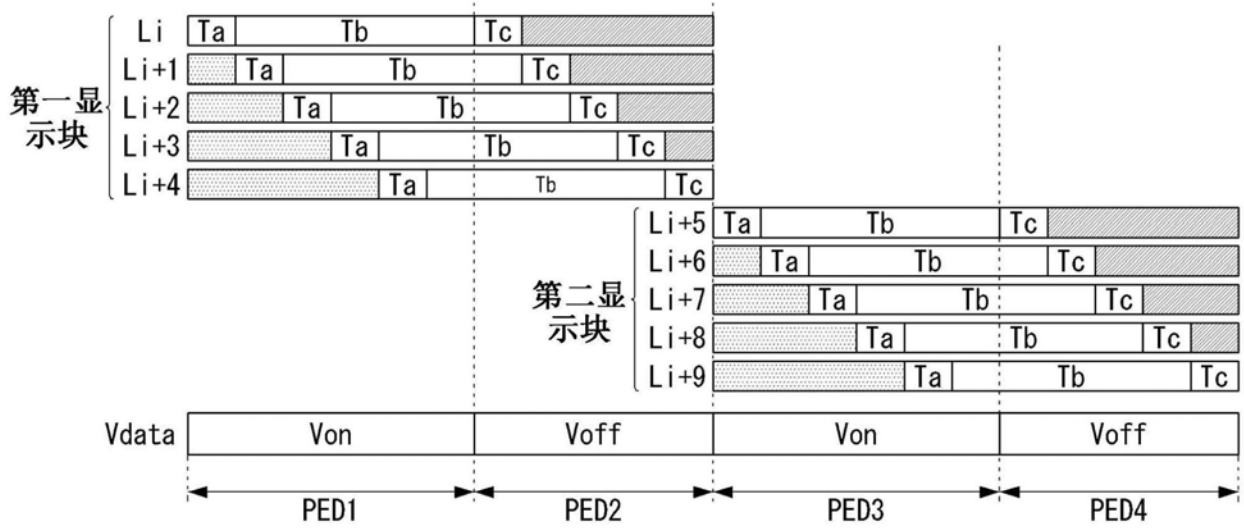 Li Ta Tb Tc
Li+1 Ta Tb Tc
第一显示块
Li+2 Ta Tb Tc
Li+3 Ta Tb Tc
Li+4 Ta Tb Tc
Li+5 Ta Tb Tc
Li+6 Ta Tb Tc
第二显示块
Li+7 Ta Tb Tc
Li+8 Ta Tb Tc
Li+9 Ta Tb Tc
Vdata Von Voff Von Voff
PED1 PED2 PED3 PED4